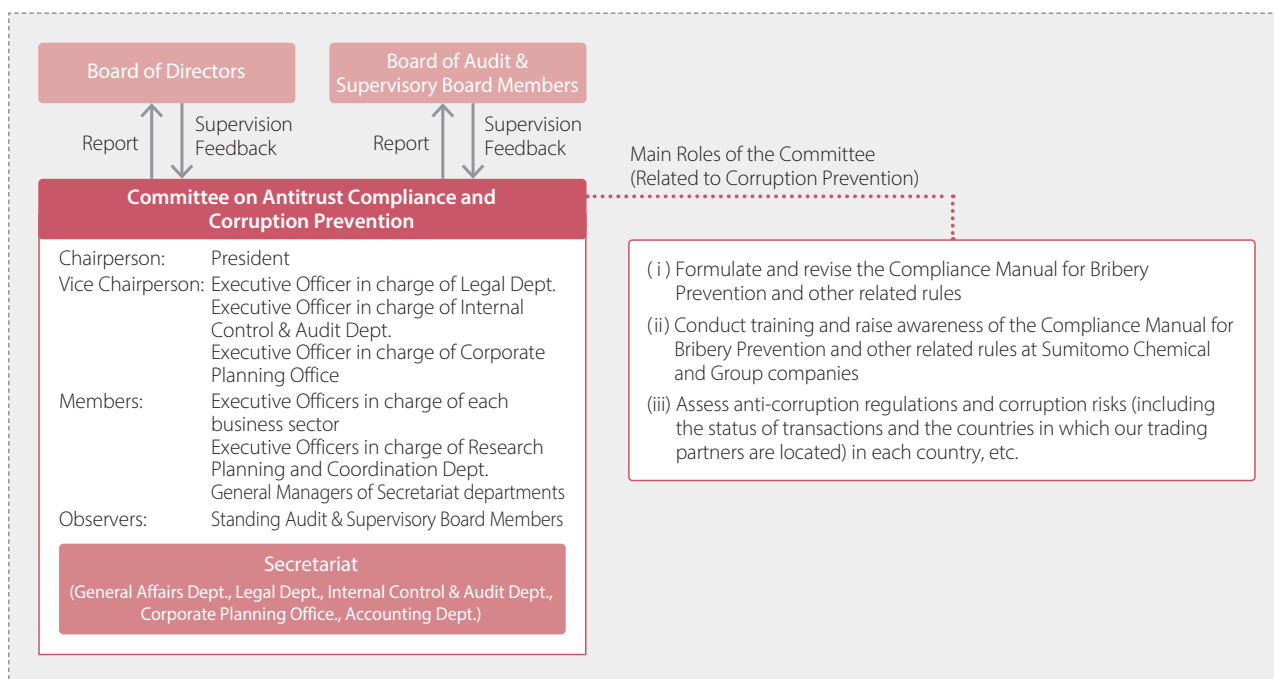 Board of Directors
Board of Audit &
Supervisory Board Members
Report
Supervision
Feedback
Report
Supervision
Feedback
Main Roles of the Committee
(Related to Corruption Prevention)
Committee on Antitrust Compliance and
Corruption Prevention
Chairperson: President
Vice Chairperson: Executive Officer in charge of Legal Dept.
Executive Officer in charge of Internal
Control & Audit Dept.
Executive Officer in charge of Corporate
Planning Office
Members: Executive Officers in charge of each
business sector
Executive Officers in charge of Research
Planning and Coordination Dept.
General Managers of Secretariat departments
Observers: Standing Audit & Supervisory Board Members
Secretariat
(General Affairs Dept., Legal Dept., Internal Control & Audit Dept.,
Corporate Planning Office., Accounting Dept.)
(i) Formulate and revise the Compliance Manual for Bribery
Prevention and other related rules
(ii) Conduct training and raise awareness of the Compliance Manual for
Bribery Prevention and other related rules at Sumitomo Chemical
and Group companies
(iii) Assess anti-corruption regulations and corruption risks (including
the status of transactions and the countries in which our trading
partners are located) in each country, etc.